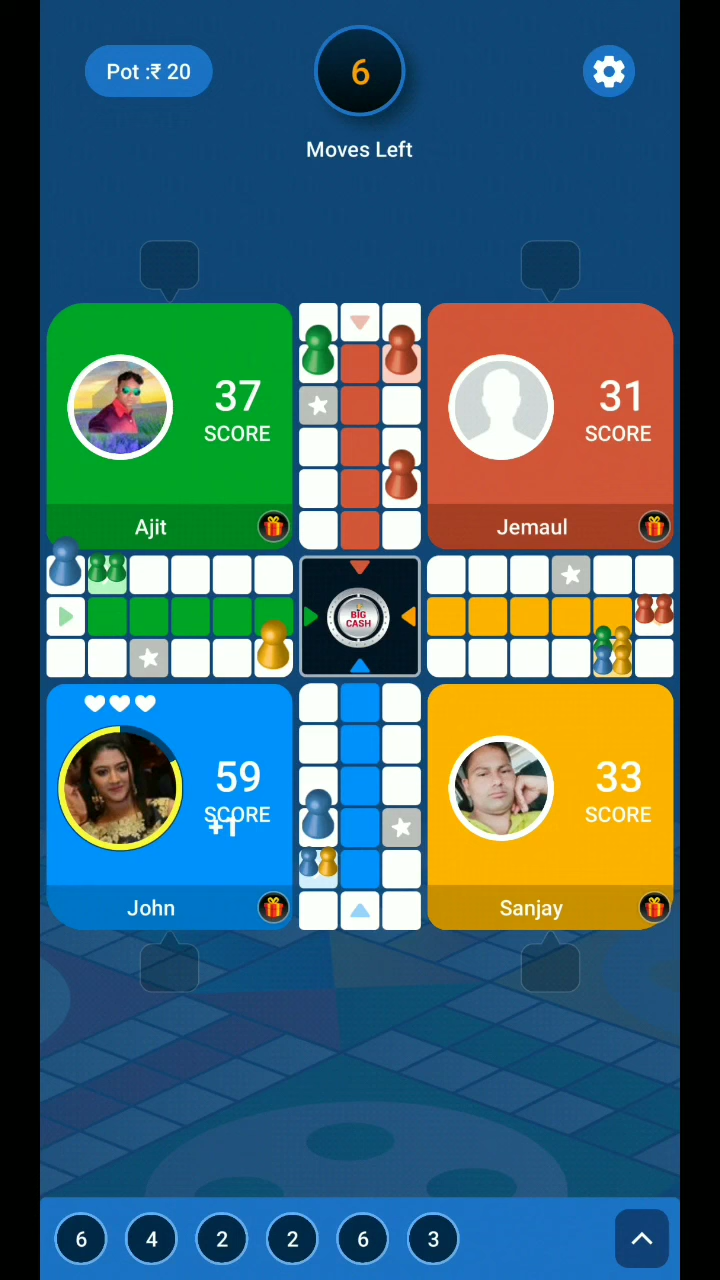 Pot :₹ 20
6
Moves Left
37
SCORE
Ajit
31
SCORE
Jemaul
BIG
CASH
59
SCORE
+1
John
33
SCORE
Sanjay
6 4 2 2 6 3